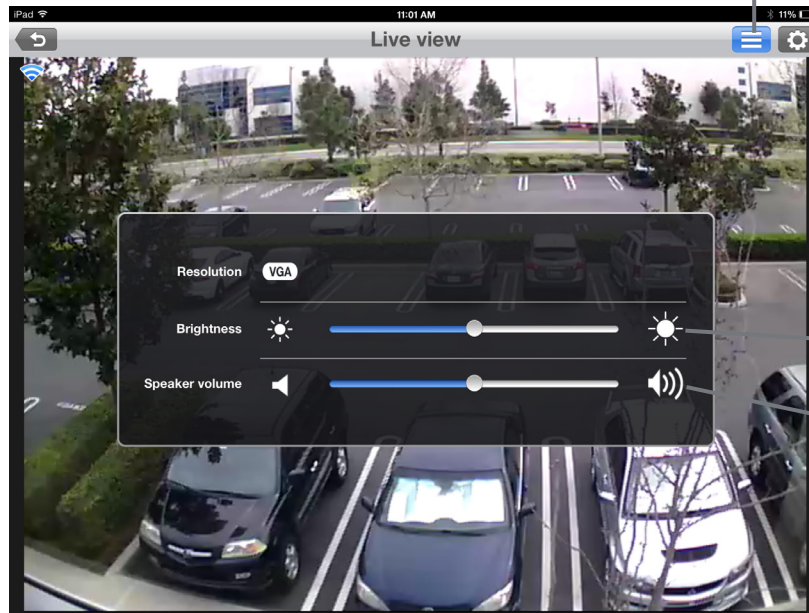 iPad 11:01 AM 11%
Live view
Resolution VGA
Brightness
Speaker volume